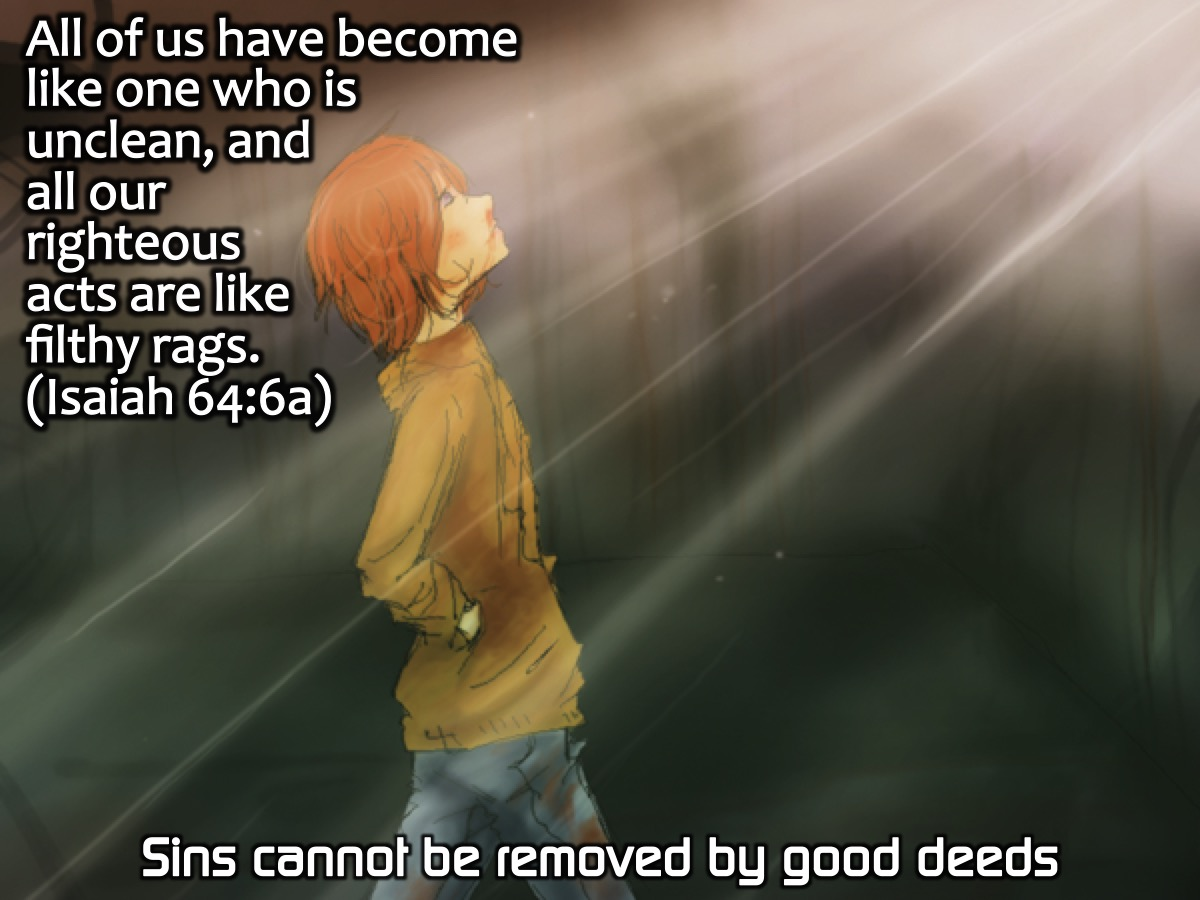 All of us have become
like one who is
unclean, and
all our
righteous
acts are like
filthy rags.
(Isaiah 64:6a)
Sins cannot be removed by good deeds